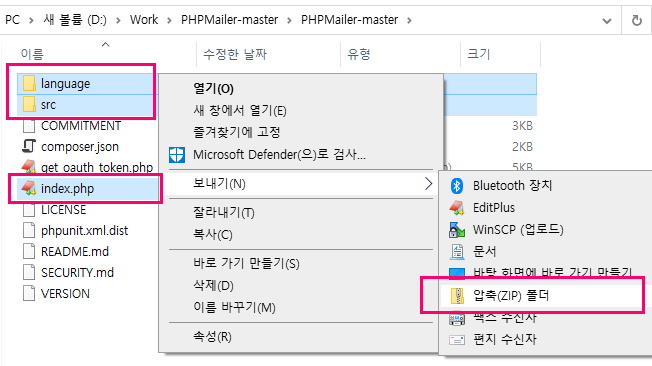 PC > 새 볼륨 (D:) > Work > PHPMailer-master > PHPMailer-master >
이름 수정한 날짜 유형 크기
language
src
COMMITMENT 3KB
composer.json 2KB
get_oauth_token.php 5KB
index.php
LICENSE
phpunit.xml.dist
README.md
SECURITY.md
VERSION
열기(O)
새 창에서 열기(E)
즐겨찾기에 고정
Microsoft Defender(으)로 검사...
보내기(N)
잘라내기(T)
복사(C)
바로 가기 만들기(S)
삭제(D)
이름 바꾸기(M)
속성(R)
Bluetooth 장치
EditPlus
WinSCP (업로드)
문서
바탕 화면에 바로 가기 만들기
압축(ZIP) 폴더
팩스 수신자
편지 수신자